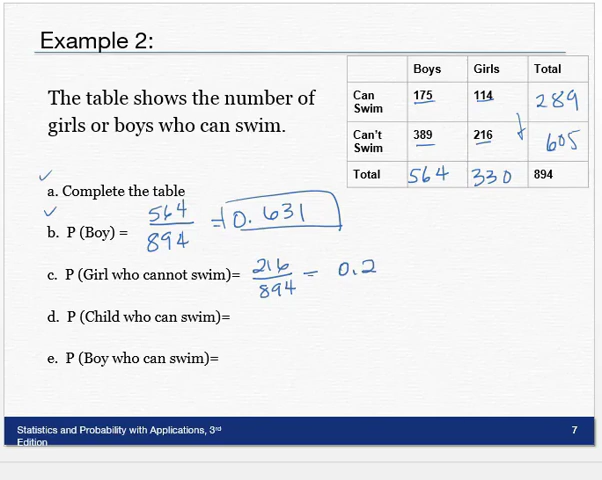 Example 2:
The table shows the number of
girls or boys who can swim.
Boys Girls Total
Can Swim 175 114 289
Can't Swim 389 216 605
Total 564 330 894
a. Complete the table
b. P (Boy) = 564/894 = 0.631
c. P (Girl who cannot swim)= 216/894 = 0.2
d. P (Child who can swim)=
e. P (Boy who can swim)=
Statistics and Probability with Applications, 3rd
Edition
7